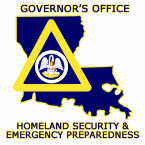 GOVERNOR'S OFFICE
HOMELAND SECURITY &
EMERGENCY PREPAREDNESS